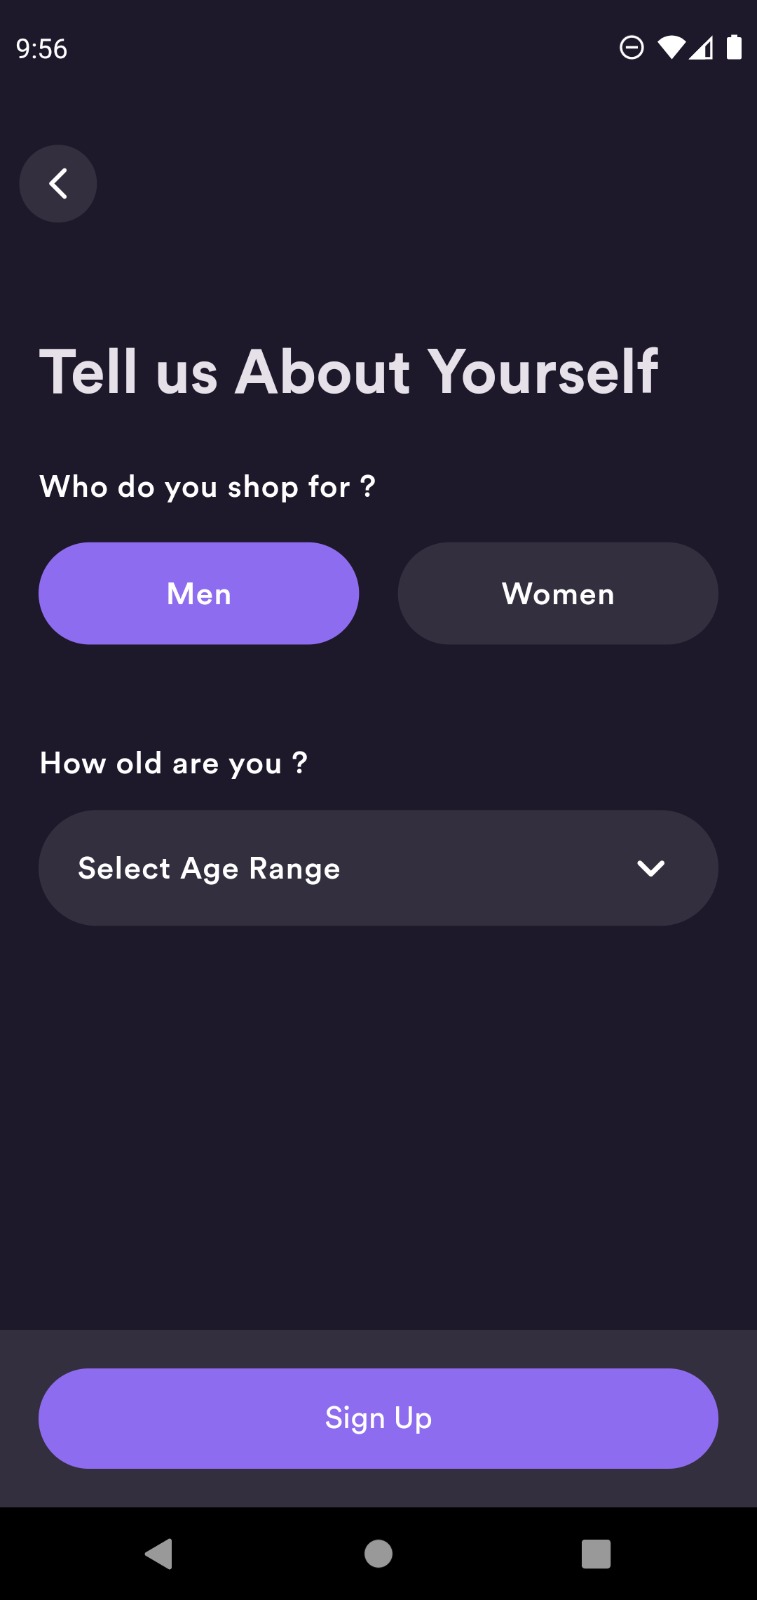 9:56
Tell us About Yourself
Who do you shop for ?
Men
Women
How old are you ?
Select Age Range
Sign Up